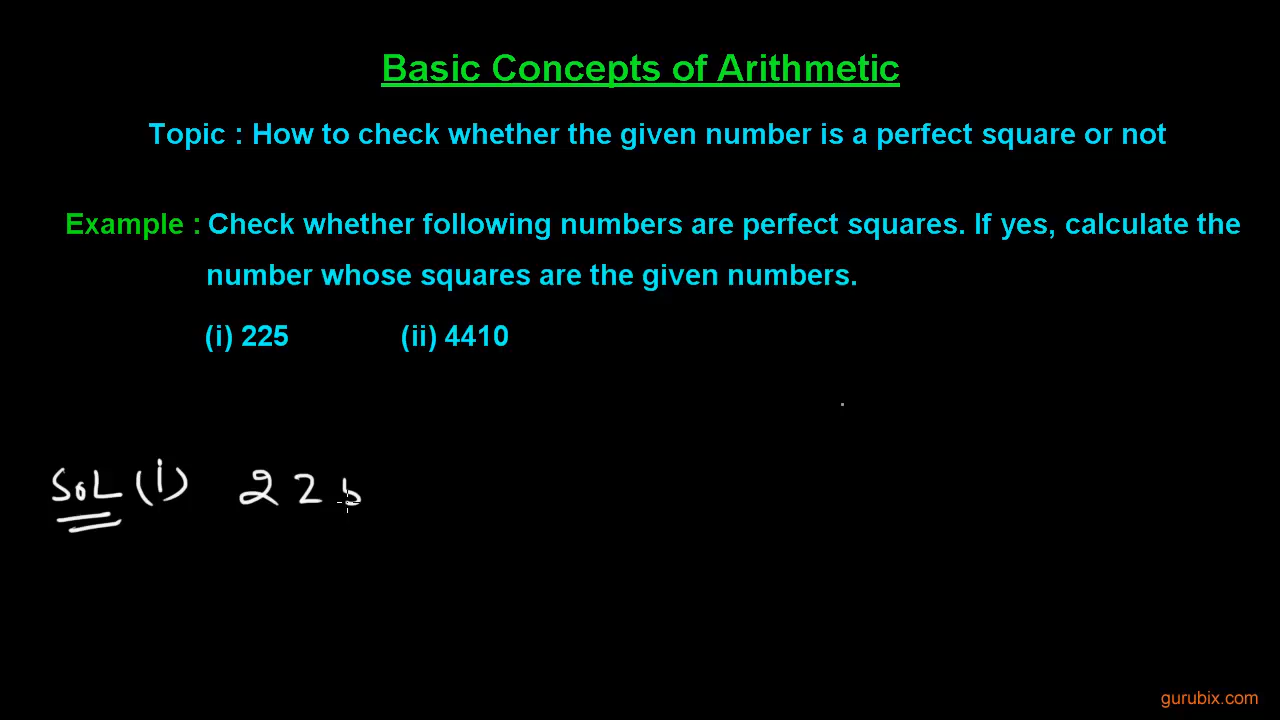 Basic Concepts of Arithmetic
Topic : How to check whether the given number is a perfect square or not
Example : Check whether following numbers are perfect squares. If yes, calculate the
number whose squares are the given numbers.
(i) 225 (ii) 4410
SOL (i) 22
gurubix.com